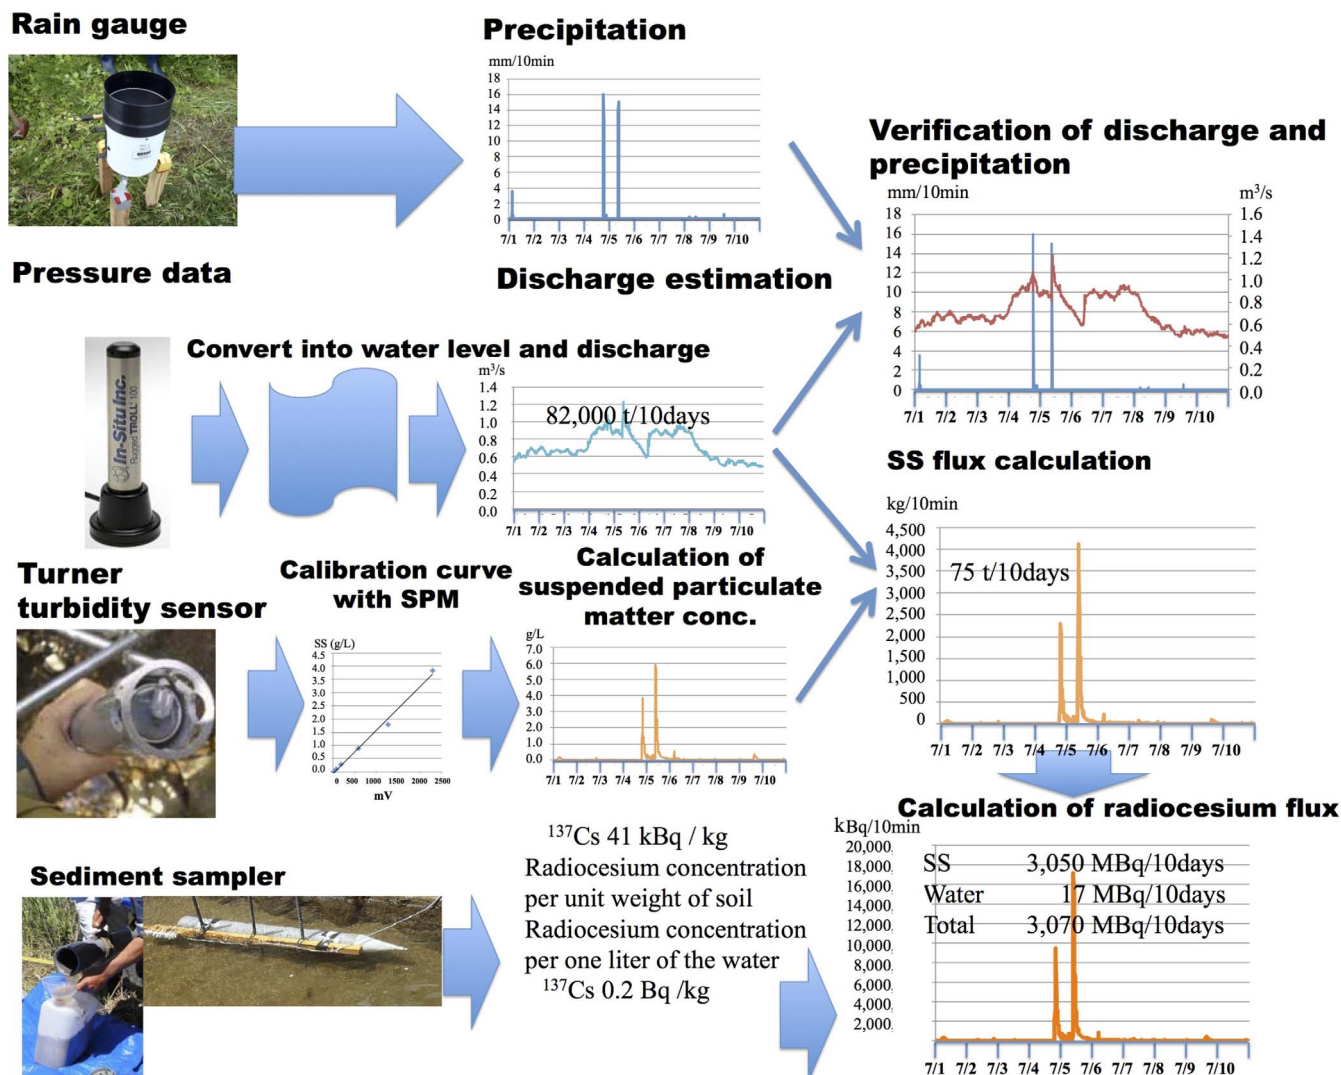 Rain gauge
Precipitation
mm/10min
18
16
14
12
10
8
6
4
2
0
7/1 7/2 7/3 7/4 7/5 7/6 7/7 7/8 7/9 7/10
Verification of discharge and
precipitation
mm/10min
m³/s
18
16
14
12
10
8
6
4
2
0
1.6
1.4
1.2
1.0
0.8
0.6
0.4
0.2
0.0
7/1 7/2 7/3 7/4 7/5 7/6 7/7 7/8 7/9 7/10
Pressure data
Discharge estimation
Convert into water level and discharge
In-Situ Inc.
Rugged TROLL 100
m³/s
1.4
1.2
1.0
0.8
0.6
0.4
0.2
0.0
82,000 t/10days
7/1 7/2 7/3 7/4 7/5 7/6 7/7 7/8 7/9 7/10
SS flux calculation
kg/10min
4,500
4,000
3,500
3,000
2,500
2,000
1,500
1,000
500
0
75 t/10days
7/1 7/2 7/3 7/4 7/5 7/6 7/7 7/8 7/9 7/10
Turner
turbidity sensor
Calibration curve
with SPM
SS (g/L)
4.5
4.0
3.5
3.0
2.5
2.0
1.5
1.0
0.5
0.0
0 500 1000 1500 2000 2500
mV
Calculation of
suspended particulate
matter conc.
g/L
7.0
6.0
5.0
4.0
3.0
2.0
1.0
0.0
7/1 7/2 7/3 7/4 7/5 7/6 7/7 7/8 7/9 7/10
Sediment sampler
¹³⁷Cs 41 kBq / kg
Radiocesium concentration
per unit weight of soil
Radiocesium concentration
per one liter of the water
¹³⁷Cs 0.2 Bq /kg
Calculation of radiocesium flux
kBq/10min
20,000,
18,000,
16,000,
14,000,
12,000,
10,000,
8,000,
6,000,
4,000,
2,000,
SS 3,050 MBq/10days
Water 17 MBq/10days
Total 3,070 MBq/10days
7/1 7/2 7/3 7/4 7/5 7/6 7/7 7/8 7/9 7/10